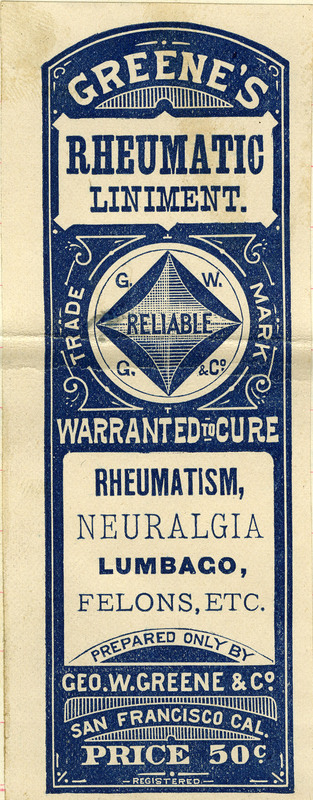 GREENE'S
RHEUMATIC
LINIMENT.
TRADE MARK
G. W.
RELIABLE
G. & Co
WARRANTED TO CURE
RHEUMATISM,
NEURALGIA
LUMBAGO,
FELONS, ETC.
PREPARED ONLY BY
GEO. W. GREENE & Co
SAN FRANCISCO CAL.
PRICE 50c
REGISTERED